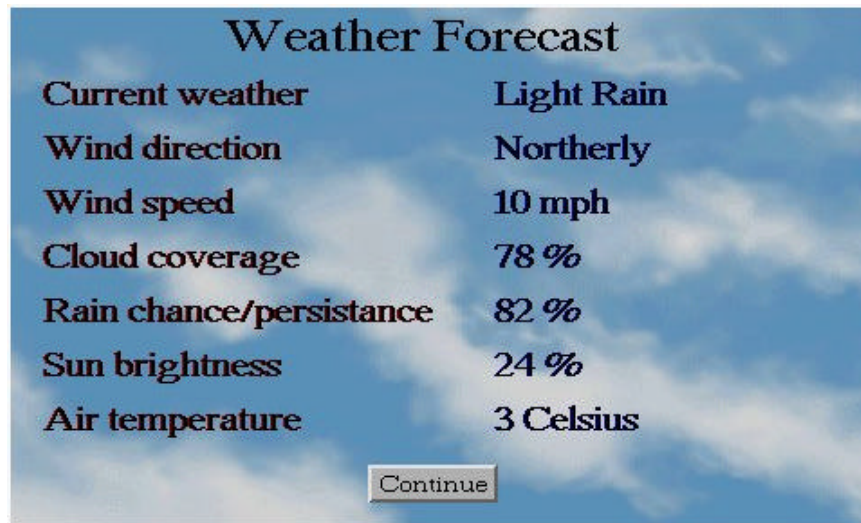 Weather Forecast
Current weather Light Rain
Wind direction Northerly
Wind speed 10 mph
Cloud coverage 78 %
Rain chance/persistance 82 %
Sun brightness 24 %
Air temperature 3 Celsius
Continue